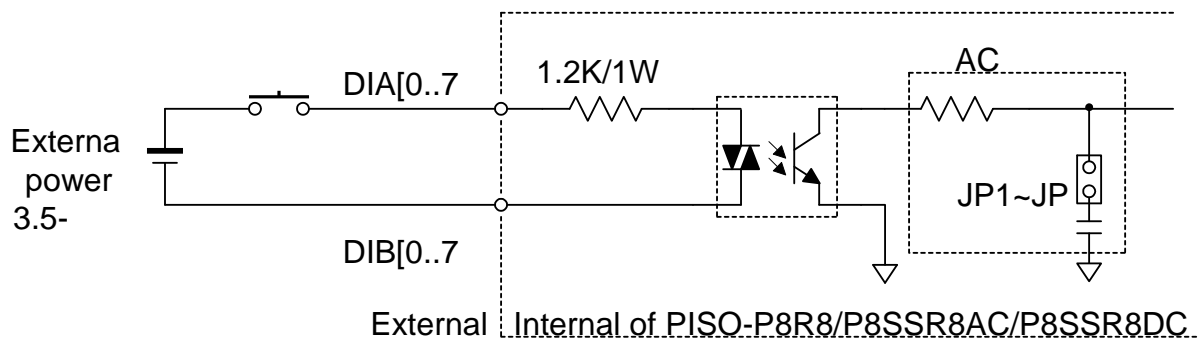 AC
1.2K/1W
DIA[0..7
Externa
power
3.5-
JP1~JP
DIB[0..7
External
Internal of PISO-P8R8/P8SSR8AC/P8SSR8DC